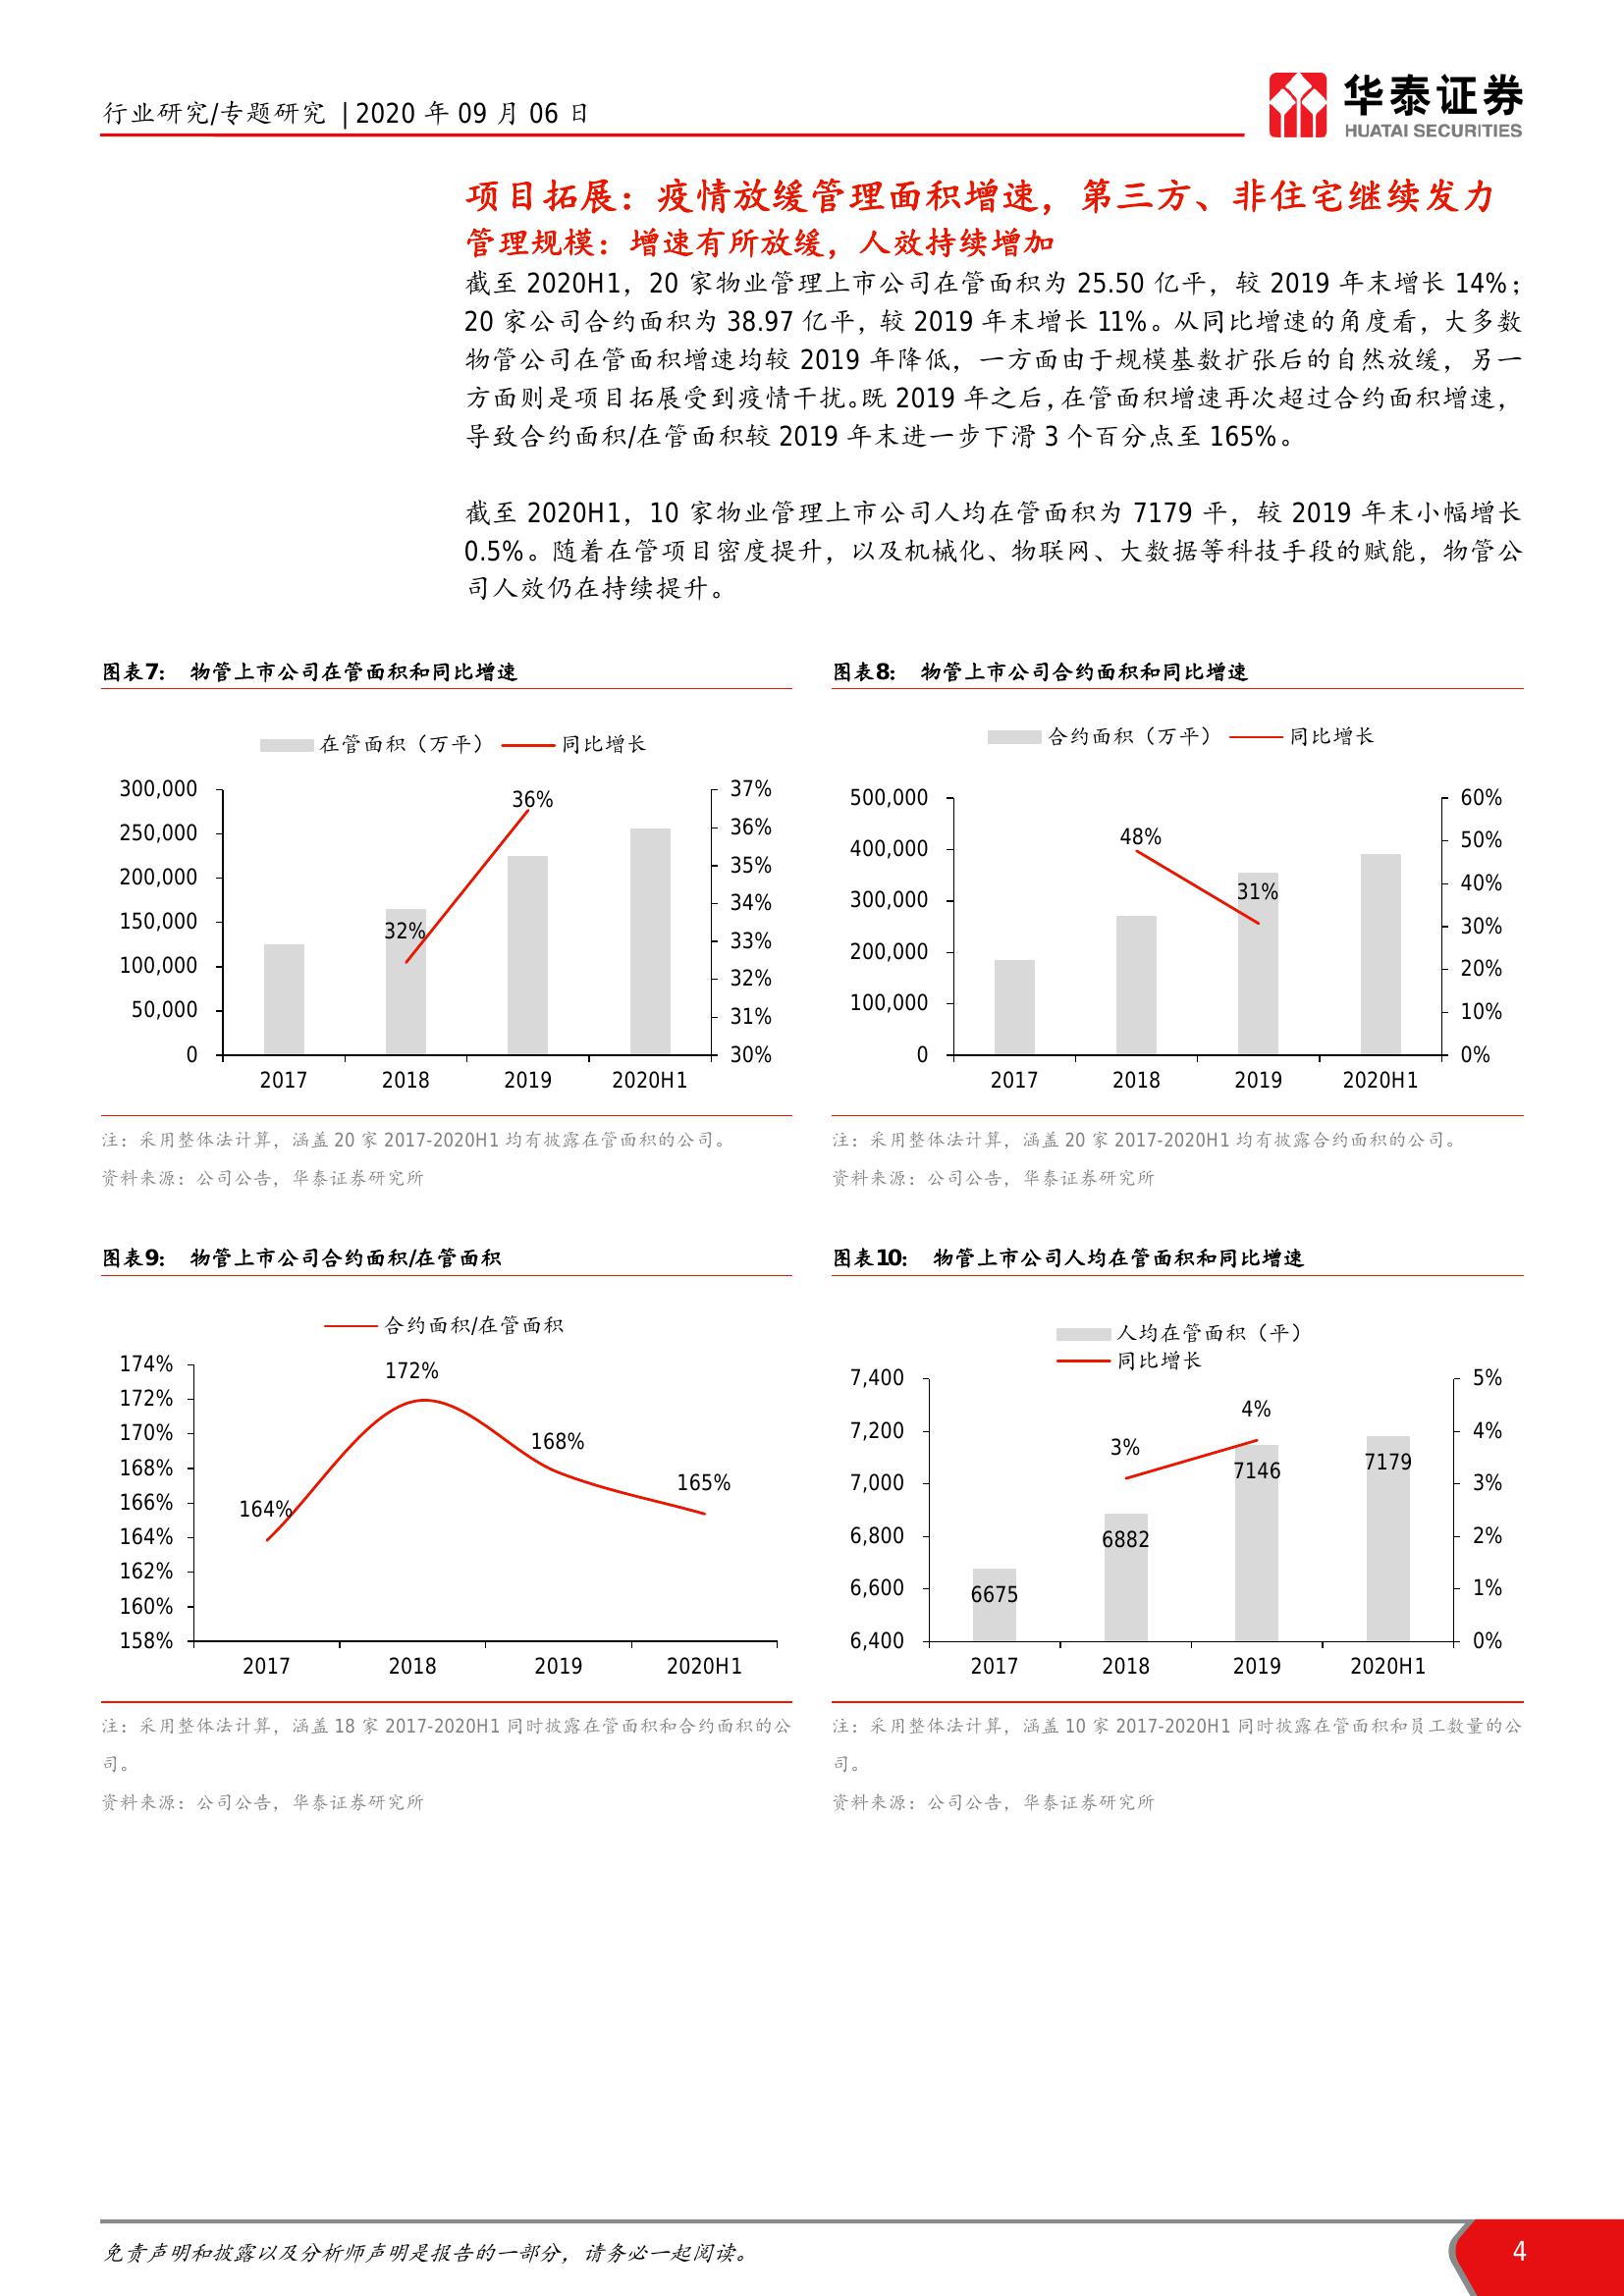 行业研究/专题研究 | 2020 年 09 月 06 日
华泰证券
HUATAI SECURITIES
项目拓展：疫情放缓管理面积增速，第三方、非住宅继续发力
管理规模：增速有所放缓，人效持续增加
截至 2020H1，20 家物业管理上市公司在管面积为 25.50 亿平，较 2019 年末增长 14%；
20 家公司合约面积为 38.97 亿平，较 2019 年末增长 11%。从同比增速的角度看，大多数
物管公司在管面积增速均较 2019 年降低，一方面由于规模基数扩张后的自然放缓，另一
方面则是项目拓展受到疫情干扰。既 2019 年之后，在管面积增速再次超过合约面积增速，
导致合约面积/在管面积较 2019 年末进一步下滑 3 个百分点至 165%。
截至 2020H1，10 家物业管理上市公司人均在管面积为 7179 平，较 2019 年末小幅增长
0.5%。随着在管项目密度提升，以及机械化、物联网、大数据等科技手段的赋能，物管公
司人效仍在持续提升。
图表7： 物管上市公司在管面积和同比增速
在管面积（万平） 同比增长
300,000
250,000
200,000
150,000
100,000
50,000
0
37%
36%
35%
34%
33%
32%
31%
30%
32%
36%
2017 2018 2019 2020H1
注：采用整体法计算，涵盖 20 家 2017-2020H1 均有披露在管面积的公司。
资料来源：公司公告，华泰证券研究所
图表8： 物管上市公司合约面积和同比增速
合约面积（万平） 同比增长
500,000
400,000
300,000
200,000
100,000
0
60%
50%
40%
30%
20%
10%
0%
48%
31%
2017 2018 2019 2020H1
注：采用整体法计算，涵盖 20 家 2017-2020H1 均有披露合约面积的公司。
资料来源：公司公告，华泰证券研究所
图表9： 物管上市公司合约面积/在管面积
合约面积/在管面积
174%
172%
170%
168%
166%
164%
162%
160%
158%
164%
172%
168%
165%
2017 2018 2019 2020H1
注：采用整体法计算，涵盖 18 家 2017-2020H1 同时披露在管面积和合约面积的公
司。
资料来源：公司公告，华泰证券研究所
图表10： 物管上市公司人均在管面积和同比增速
人均在管面积（平）
同比增长
7,400
7,200
7,000
6,800
6,600
6,400
5%
4%
3%
2%
1%
0%
3%
4%
6675
6882
7146
7179
2017 2018 2019 2020H1
注：采用整体法计算，涵盖 10 家 2017-2020H1 同时披露在管面积和员工数量的公
司。
资料来源：公司公告，华泰证券研究所
免责声明和披露以及分析师声明是报告的一部分，请务必一起阅读。
4